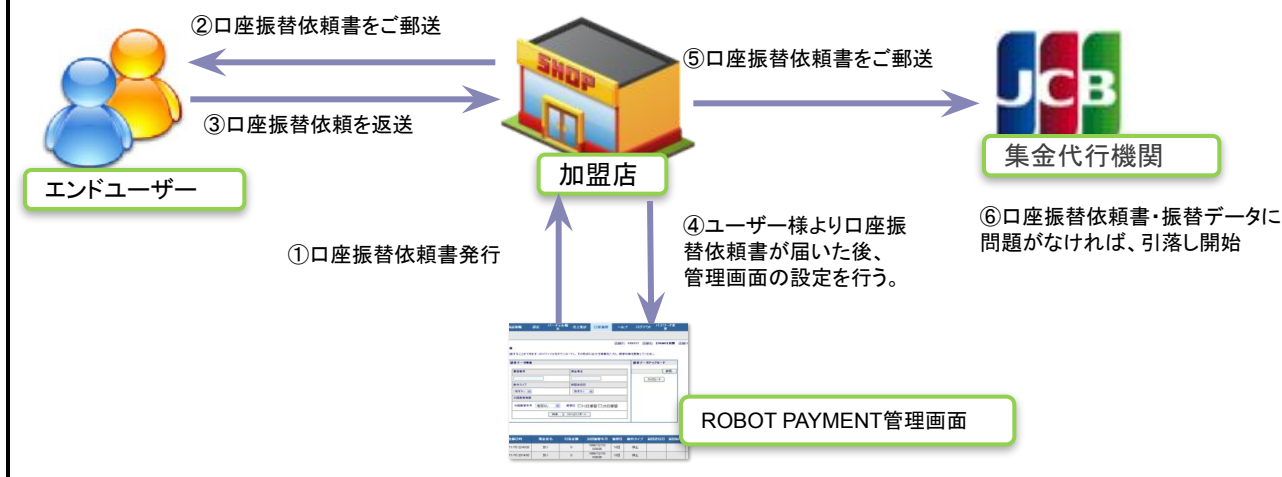 ②口座振替依頼書をご郵送
③口座振替依頼を返送
エンドユーザー
SHOP
加盟店
⑤口座振替依頼書をご郵送
JCB
集金代行機関
①口座振替依頼書発行
④ユーザー様より口座振
替依頼書が届いた後、
管理画面の設定を行う。
⑥口座振替依頼書・振替データに
問題がなければ、引落し開始
ROBOT PAYMENT管理画面